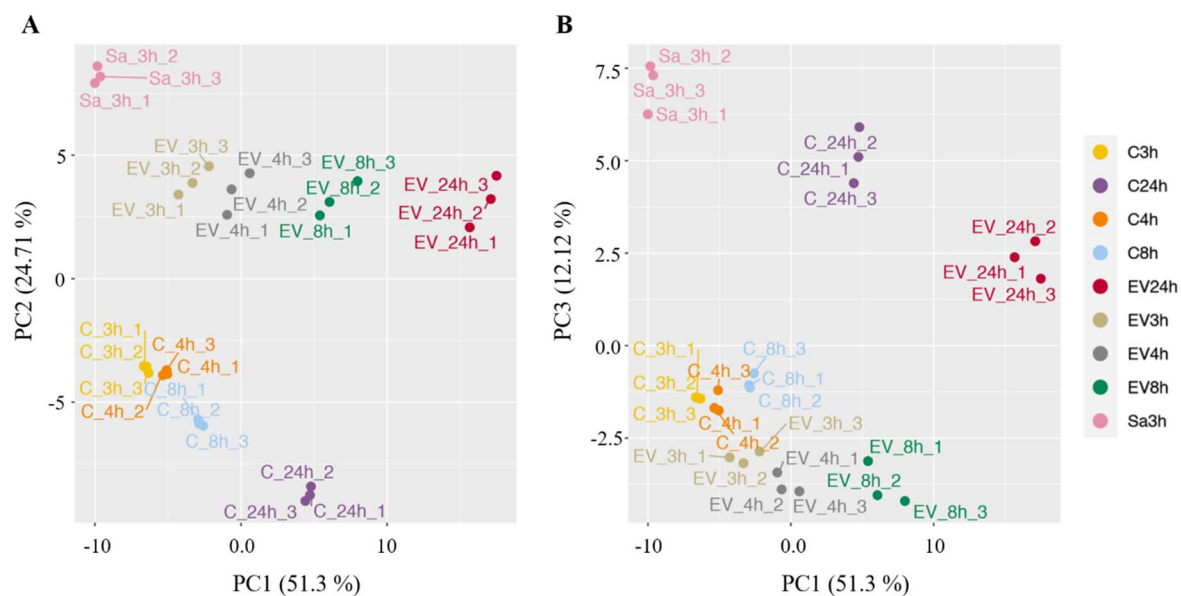 A
Sa_3h_2
Sa_3h_3
Sa_3h_1
EV_3h_3
EV_3h_2
EV_3h_1
EV_4h_3
EV_4h_2
EV_4h_1
EV_8h_3
EV_8h_2
EV_8h_1
EV_24h_3
EV_24h_2
EV_24h_1
C_3h_1
C_3h_2
C_3h_3
C_4h_3
C_4h_1
C_4h_2
C_8h_1
C_8h_2
C_8h_3
C_24h_2
C_24h_3
C_24h_1
5
0
-5
-10
0.0
10
PC2 (24.71 %)
PC1 (51.3 %)
B
Sa_3h_2
Sa_3h_3
Sa_3h_1
C_24h_2
C_24h_1
C_24h_3
EV_24h_2
EV_24h_1
EV_24h_3
C_3h_1
C_3h_2
C_3h_3
C_4h_3
C_4h_1
C_4h_2
C_8h_3
C_8h_1
C_8h_2
EV_3h_3
EV_3h_1
EV_3h_2
EV_4h_1
EV_4h_2
EV_4h_3
EV_8h_1
EV_8h_2
EV_8h_3
7.5
5.0
2.5
0.0
-2.5
-10
0.0
10
PC3 (12.12 %)
PC1 (51.3 %)
C3h
C24h
C4h
C8h
EV24h
EV3h
EV4h
EV8h
Sa3h